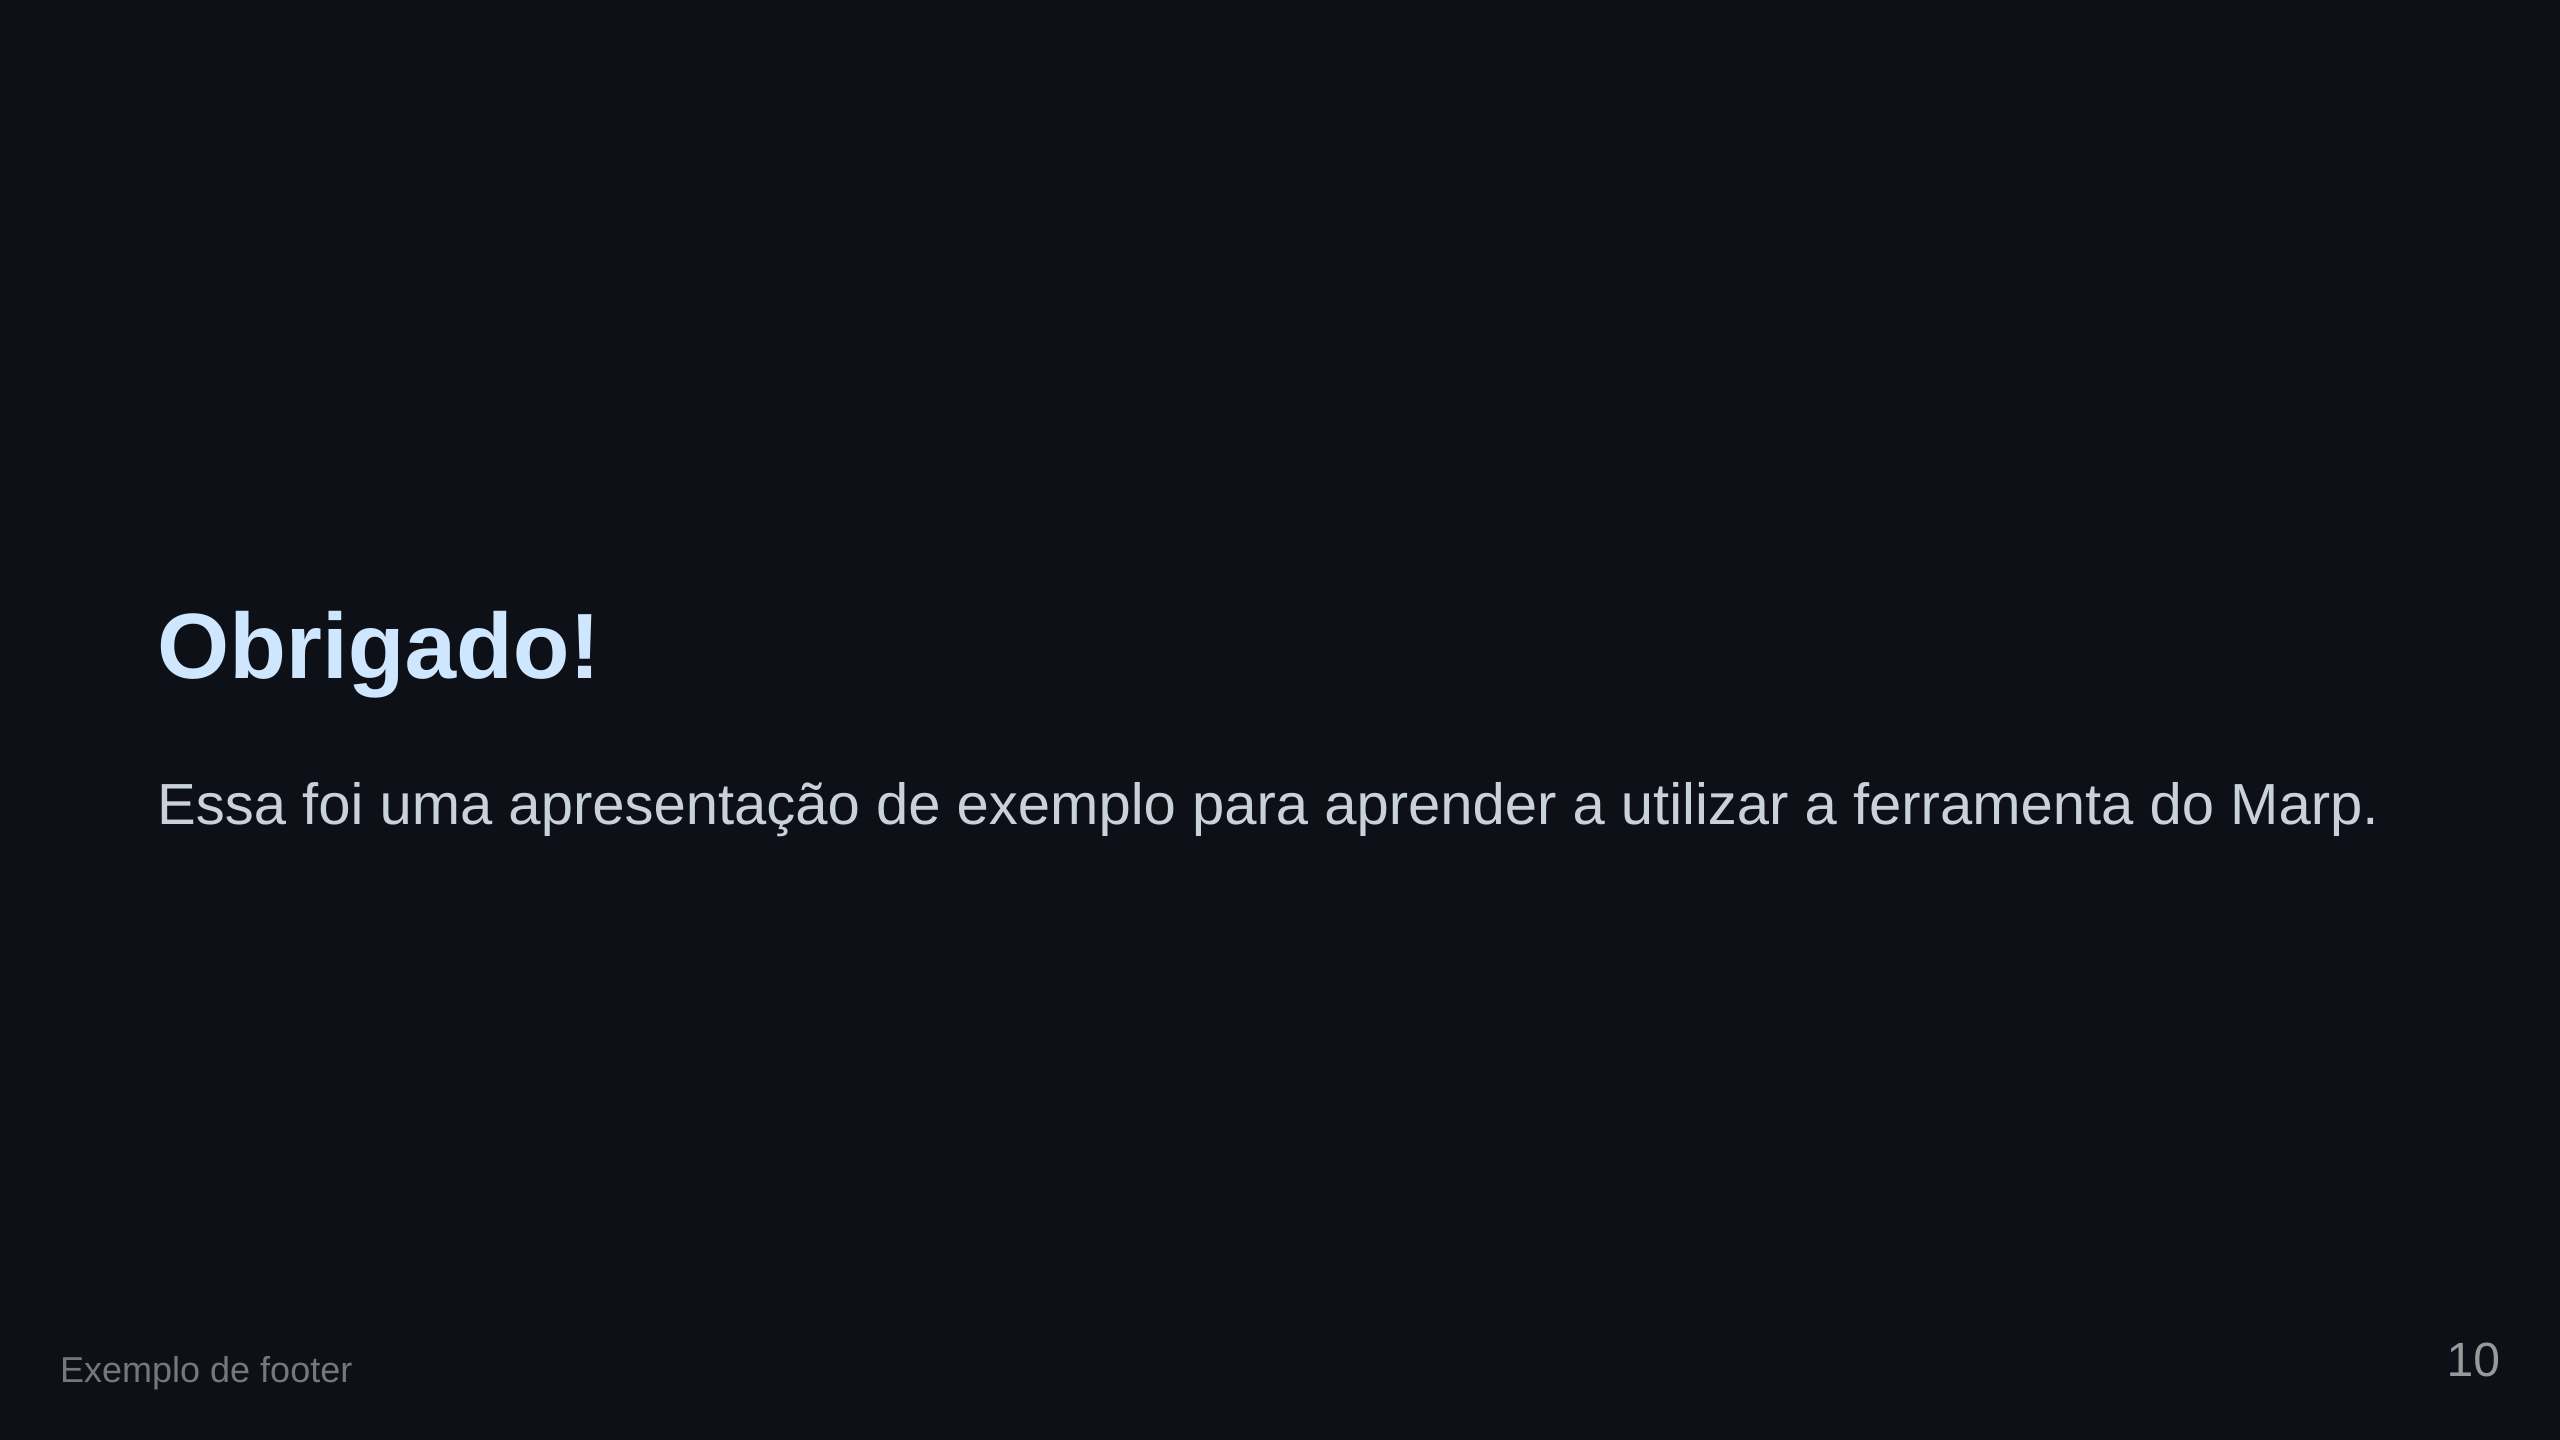 Obrigado!
Essa foi uma apresentação de exemplo para aprender a utilizar a ferramenta do Marp.
Exemplo de footer
10